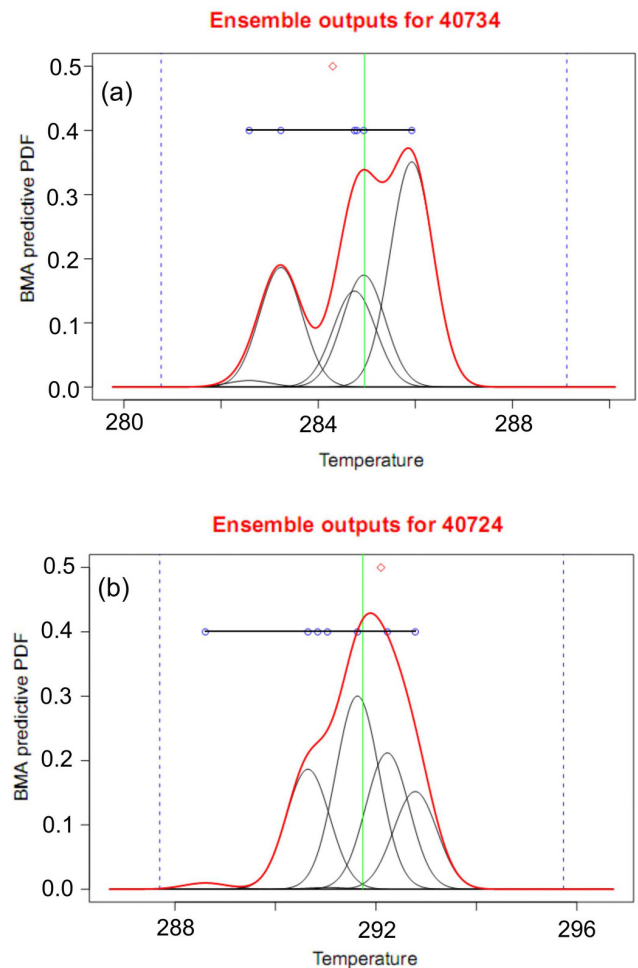 Ensemble outputs for 40734
(a)
BMA predictive PDF
0.5
0.4
0.3
0.2
0.1
0.0
280 284 288
Temperature
Ensemble outputs for 40724
(b)
BMA predictive PDF
0.5
0.4
0.3
0.2
0.1
0.0
288 292 296
Temperature